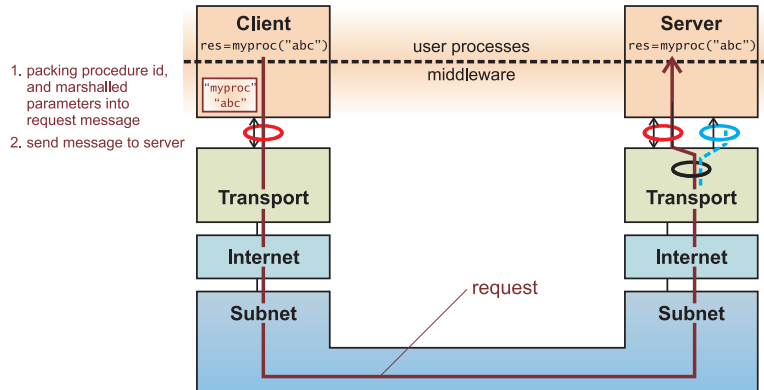 Client
res=myproc("abc")
Server
res=myproc("abc")
user processes
middleware
1. packing procedure id,
and marshalled
parameters into
request message
2. send message to server
"myproc"
"abc"
Transport
Transport
Internet
Internet
request
Subnet
Subnet